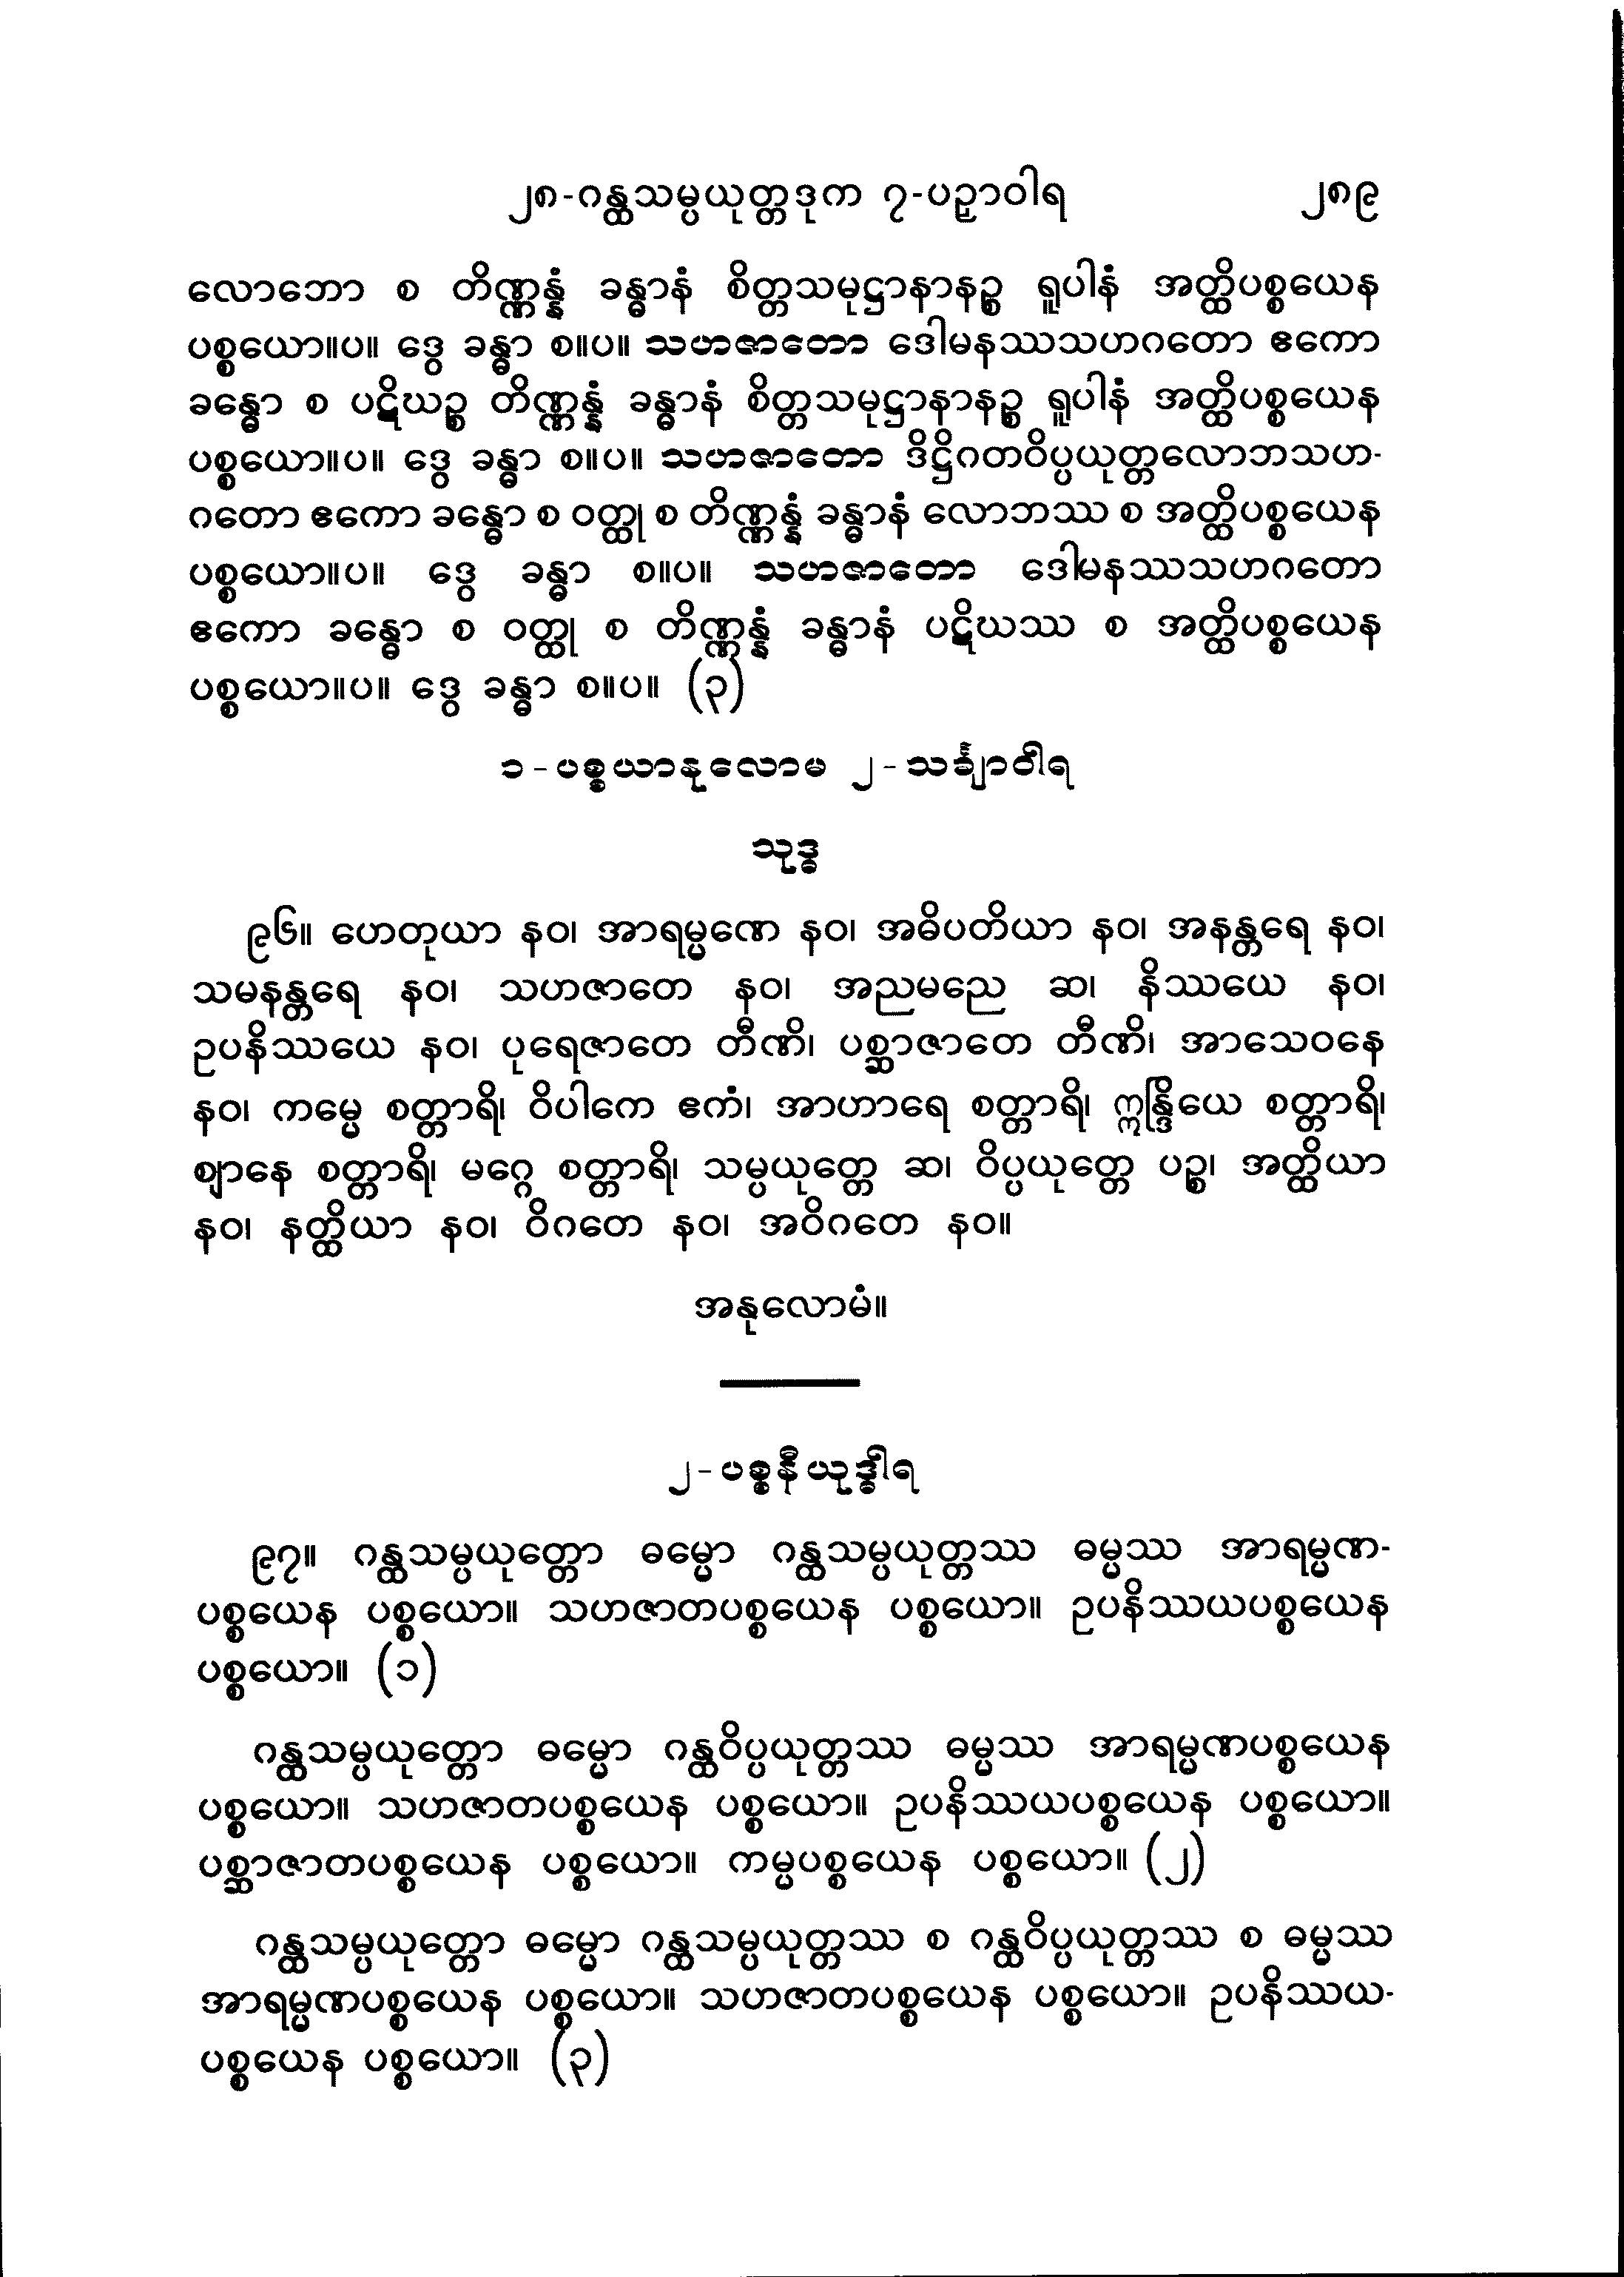 ၂၈-ဂန္ထသမ္ပယုတ္တဒုက ၇-ပဉှာဝါရ ၂၈၉
လောဘော စ တိဏ္ဏန္နံ ခန္ဓာနံ စိတ္တသမုဋ္ဌာနာနဉ္စ ရူပါနံ အတ္ထိပစ္စယေန
ပစ္စယော။ပ။ ဒွေ ခန္ဓာ စ။ပ။ သဟဇာတော ဒေါမနဿသဟဂတော ဧကော
ခန္ဓော စ ပဋိဃဉ္စ တိဏ္ဏန္နံ ခန္ဓာနံ စိတ္တသမုဋ္ဌာနာနဉ္စ ရူပါနံ အတ္ထိပစ္စယေန
ပစ္စယော။ပ။ ဒွေ ခန္ဓာ စ။ပ။ သဟဇာတော ဒိဋ္ဌိဂတဝိပ္ပယုတ္တလောဘသဟ-
ဂတော ဧကော ခန္ဓော စ ဝတ္ထု စ တိဏ္ဏန္နံ ခန္ဓာနံ လောဘဿ စ အတ္ထိပစ္စယေန
ပစ္စယော။ပ။ ဒွေ ခန္ဓာ စ။ပ။ သဟဇာတော ဒေါမနဿသဟဂတော
ဧကော ခန္ဓော စ ဝတ္ထု စ တိဏ္ဏန္နံ ခန္ဓာနံ ပဋိဃဿ စ အတ္ထိပစ္စယေန
ပစ္စယော။ပ။ ဒွေ ခန္ဓာ စ။ပ။ (၃)
၁-ပစ္စယာနုလောမ ၂-သင်္ချာဝါရ
သုဒ္ဓ
၉၆။ ဟေတုယာ နဝ၊ အာရမ္မဏေ နဝ၊ အဓိပတိယာ နဝ၊ အနန္တရေ နဝ၊
သမနန္တရေ နဝ၊ သဟဇာတေ နဝ၊ အညမညေ ဆ၊ နိဿယေ နဝ၊
ဥပနိဿယေ နဝ၊ ပုရေဇာတေ တီဏိ၊ ပစ္ဆာဇာတေ တီဏိ၊ အာသေဝနေ
နဝ၊ ကမ္မေ စတ္တာရိ၊ ဝိပါကေ ဧကံ၊ အာဟာရေ စတ္တာရိ၊ ဣန္ဒြိယေ စတ္တာရိ၊
ဈာနေ စတ္တာရိ၊ မဂ္ဂေ စတ္တာရိ၊ သမ္ပယုတ္တေ ဆ၊ ဝိပ္ပယုတ္တေ ပဉ္စ၊ အတ္ထိယာ
နဝ၊ နတ္ထိယာ နဝ၊ ဝိဂတေ နဝ၊ အဝိဂတေ နဝ။
အနုလောမံ။
၂-ပစ္စနီယုဒ္ဓါရ
၉၇။ ဂန္ထသမ္ပယုတ္တော ဓမ္မော ဂန္ထသမ္ပယုတ္တဿ ဓမ္မဿ အာရမ္မဏ-
ပစ္စယေန ပစ္စယော။ သဟဇာတပစ္စယေန ပစ္စယော။ ဥပနိဿယပစ္စယေန
ပစ္စယော။ (၁)
ဂန္ထသမ္ပယုတ္တော ဓမ္မော ဂန္ထဝိပ္ပယုတ္တဿ ဓမ္မဿ အာရမ္မဏပစ္စယေန
ပစ္စယော။ သဟဇာတပစ္စယေန ပစ္စယော။ ဥပနိဿယပစ္စယေန ပစ္စယော။
ပစ္ဆာဇာတပစ္စယေန ပစ္စယော။ ကမ္မပစ္စယေန ပစ္စယော။ (၂)
ဂန္ထသမ္ပယုတ္တော ဓမ္မော ဂန္ထသမ္ပယုတ္တဿ စ ဂန္ထဝိပ္ပယုတ္တဿ စ ဓမ္မဿ
အာရမ္မဏပစ္စယေန ပစ္စယော။ သဟဇာတပစ္စယေန ပစ္စယော။ ဥပနိဿယ-
ပစ္စယေန ပစ္စယော။ (၃)